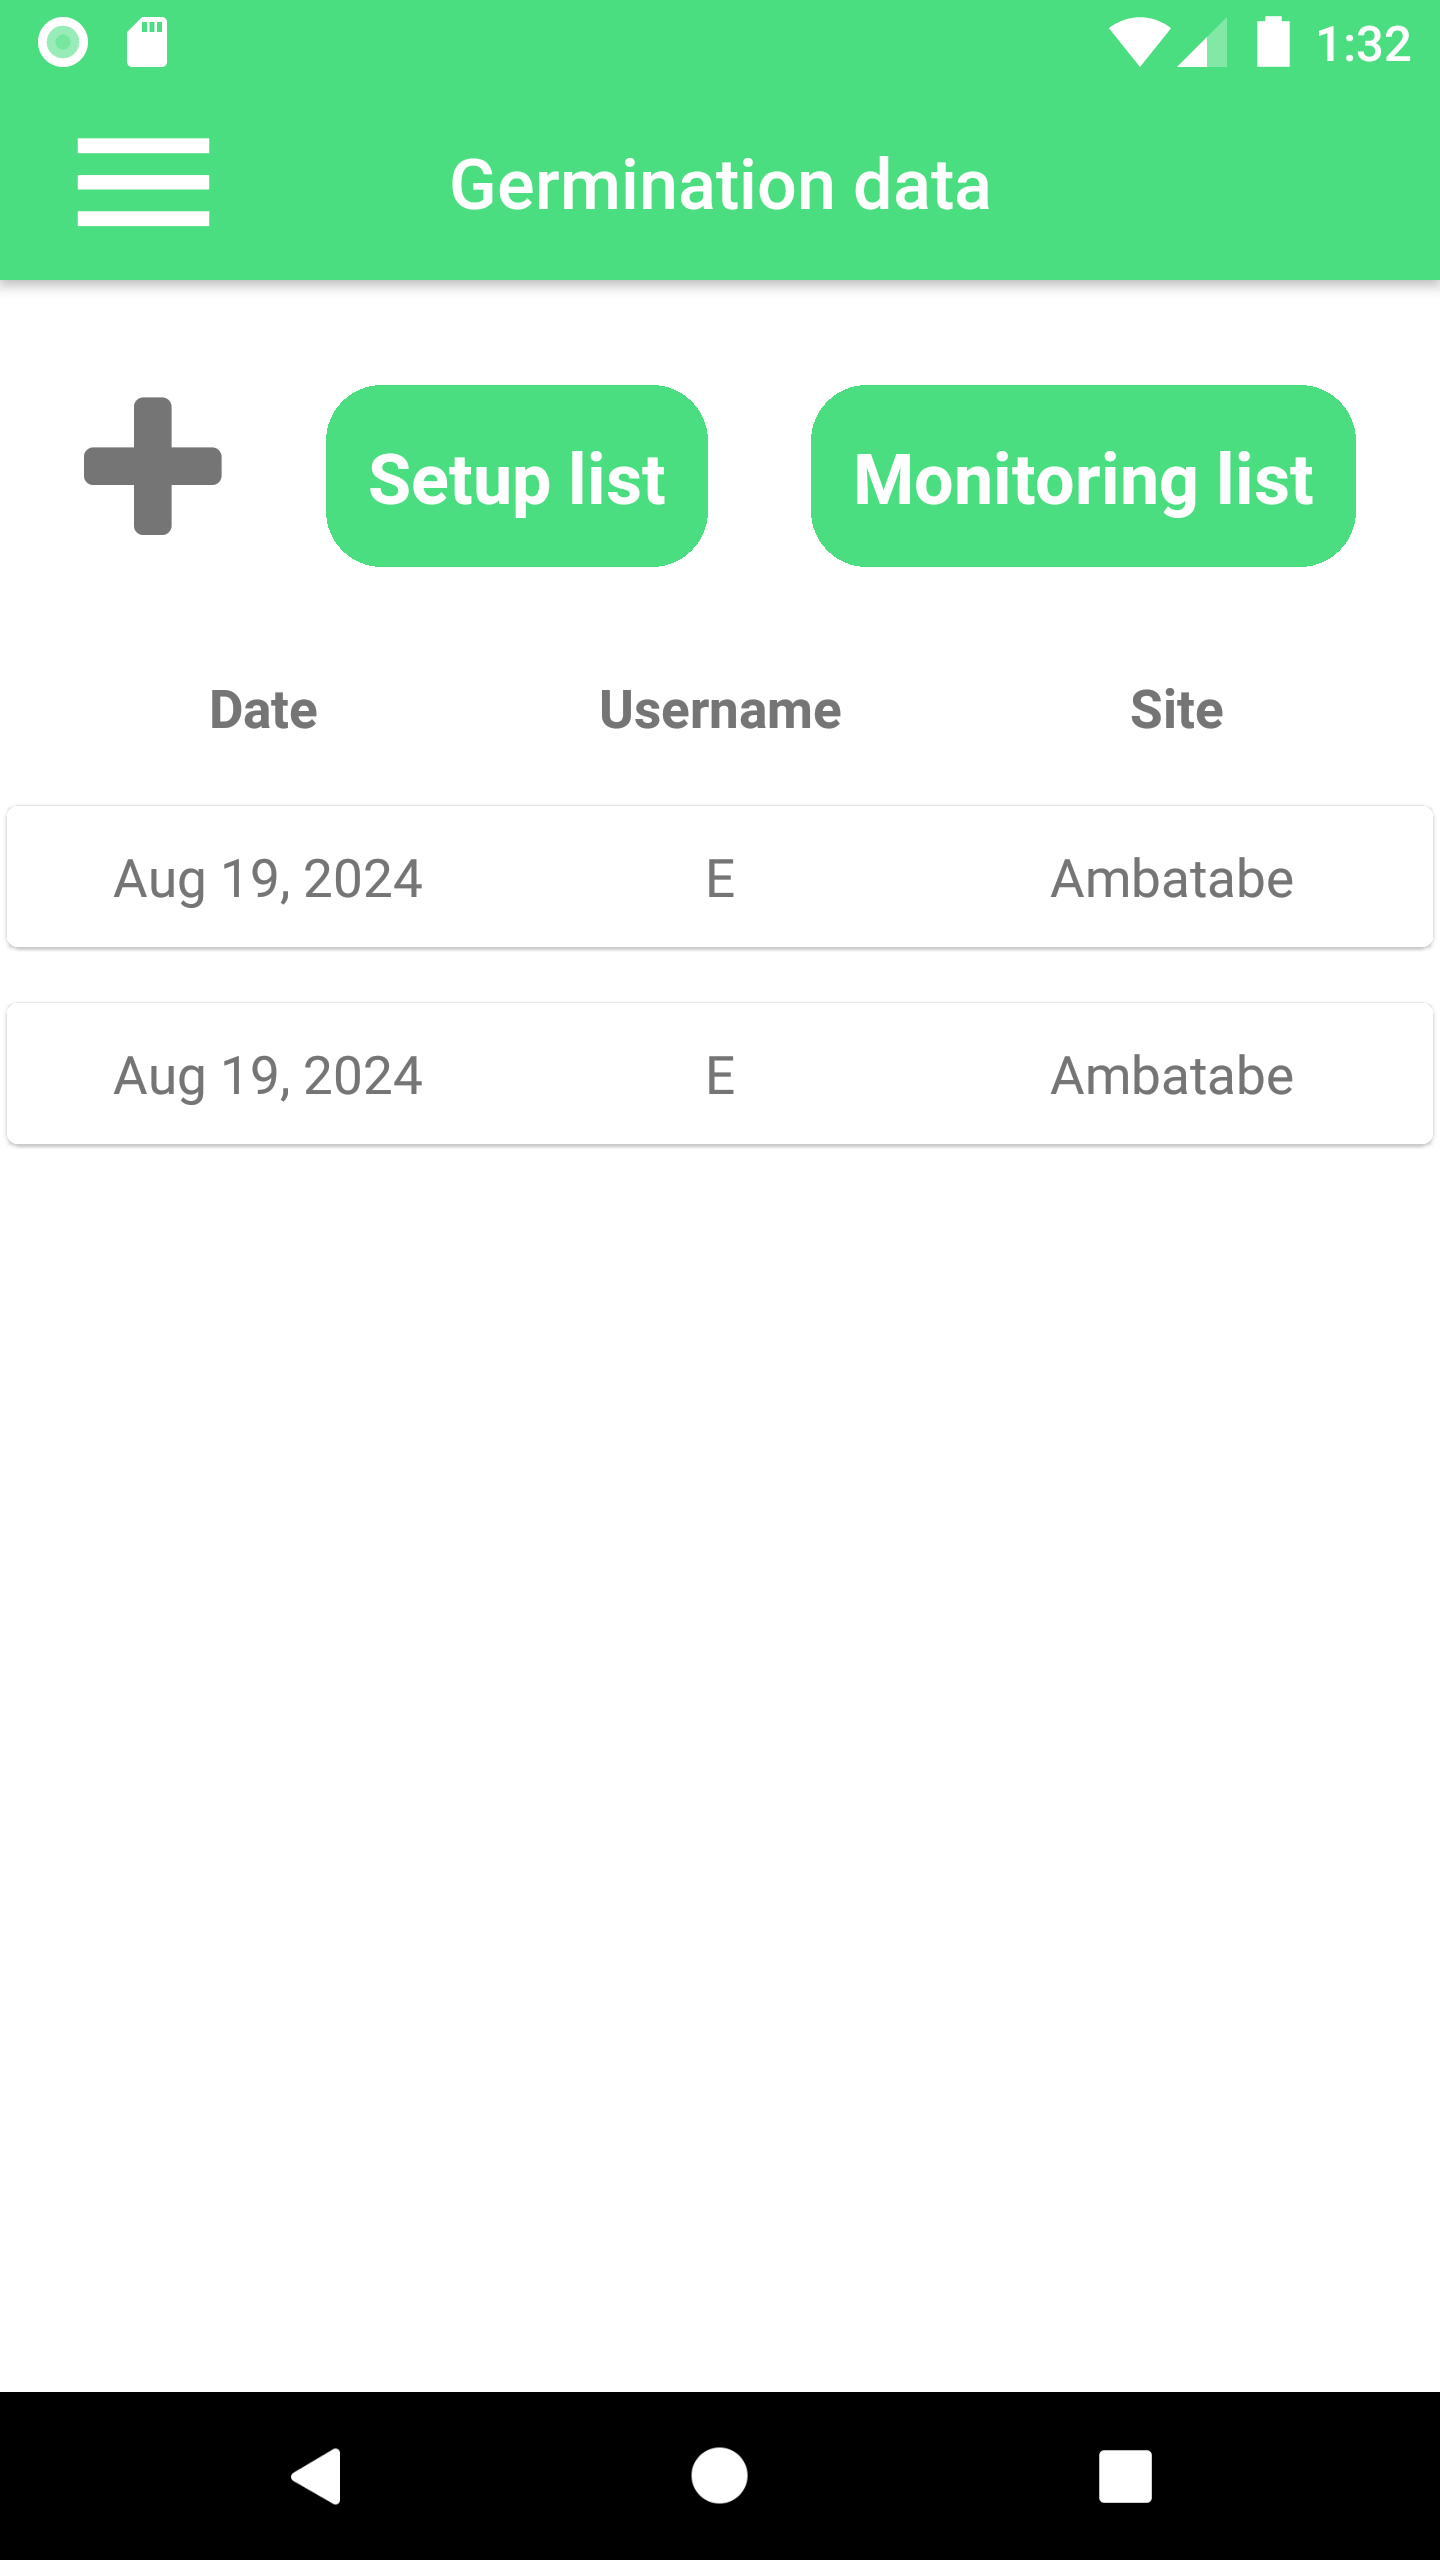 1:32
Germination data
Setup list Monitoring list
Date Username Site
Aug 19, 2024 E Ambatabe
Aug 19, 2024 E Ambatabe